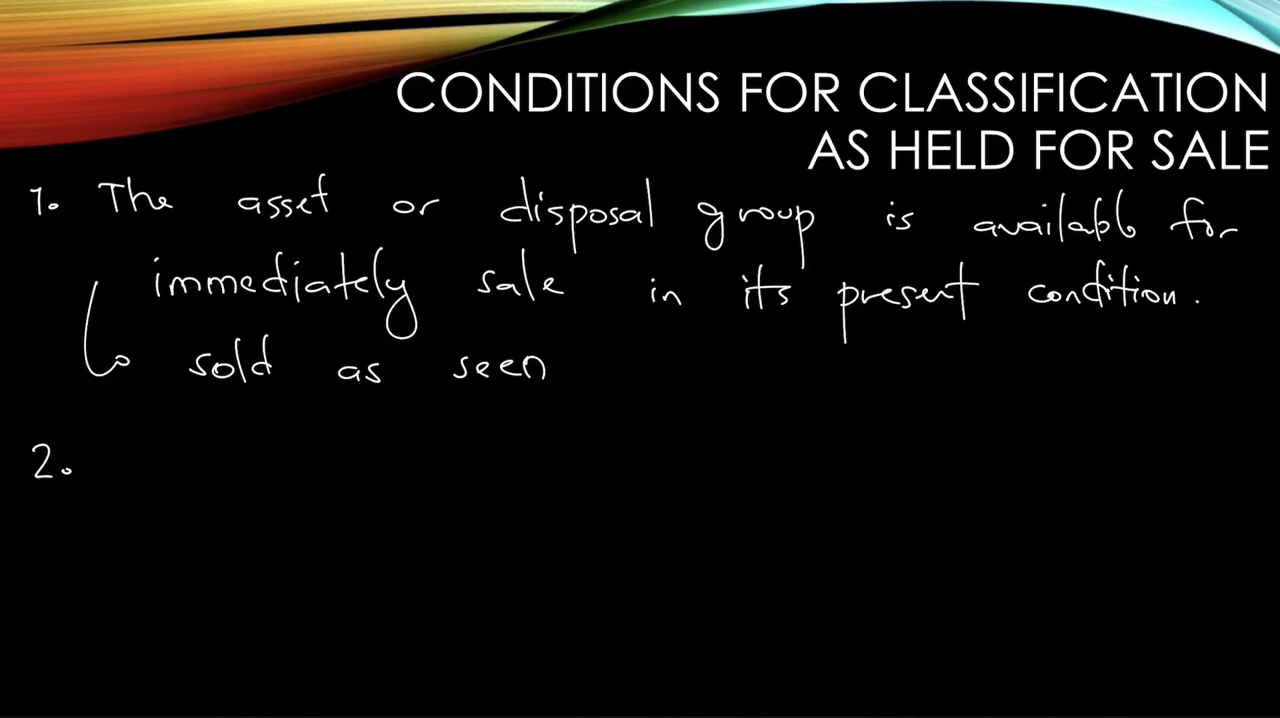 CONDITIONS FOR CLASSIFICATION
AS HELD FOR SALE
1. The asset or disposal group is available for
immediately sale in its present condition.
sold as seen
2.